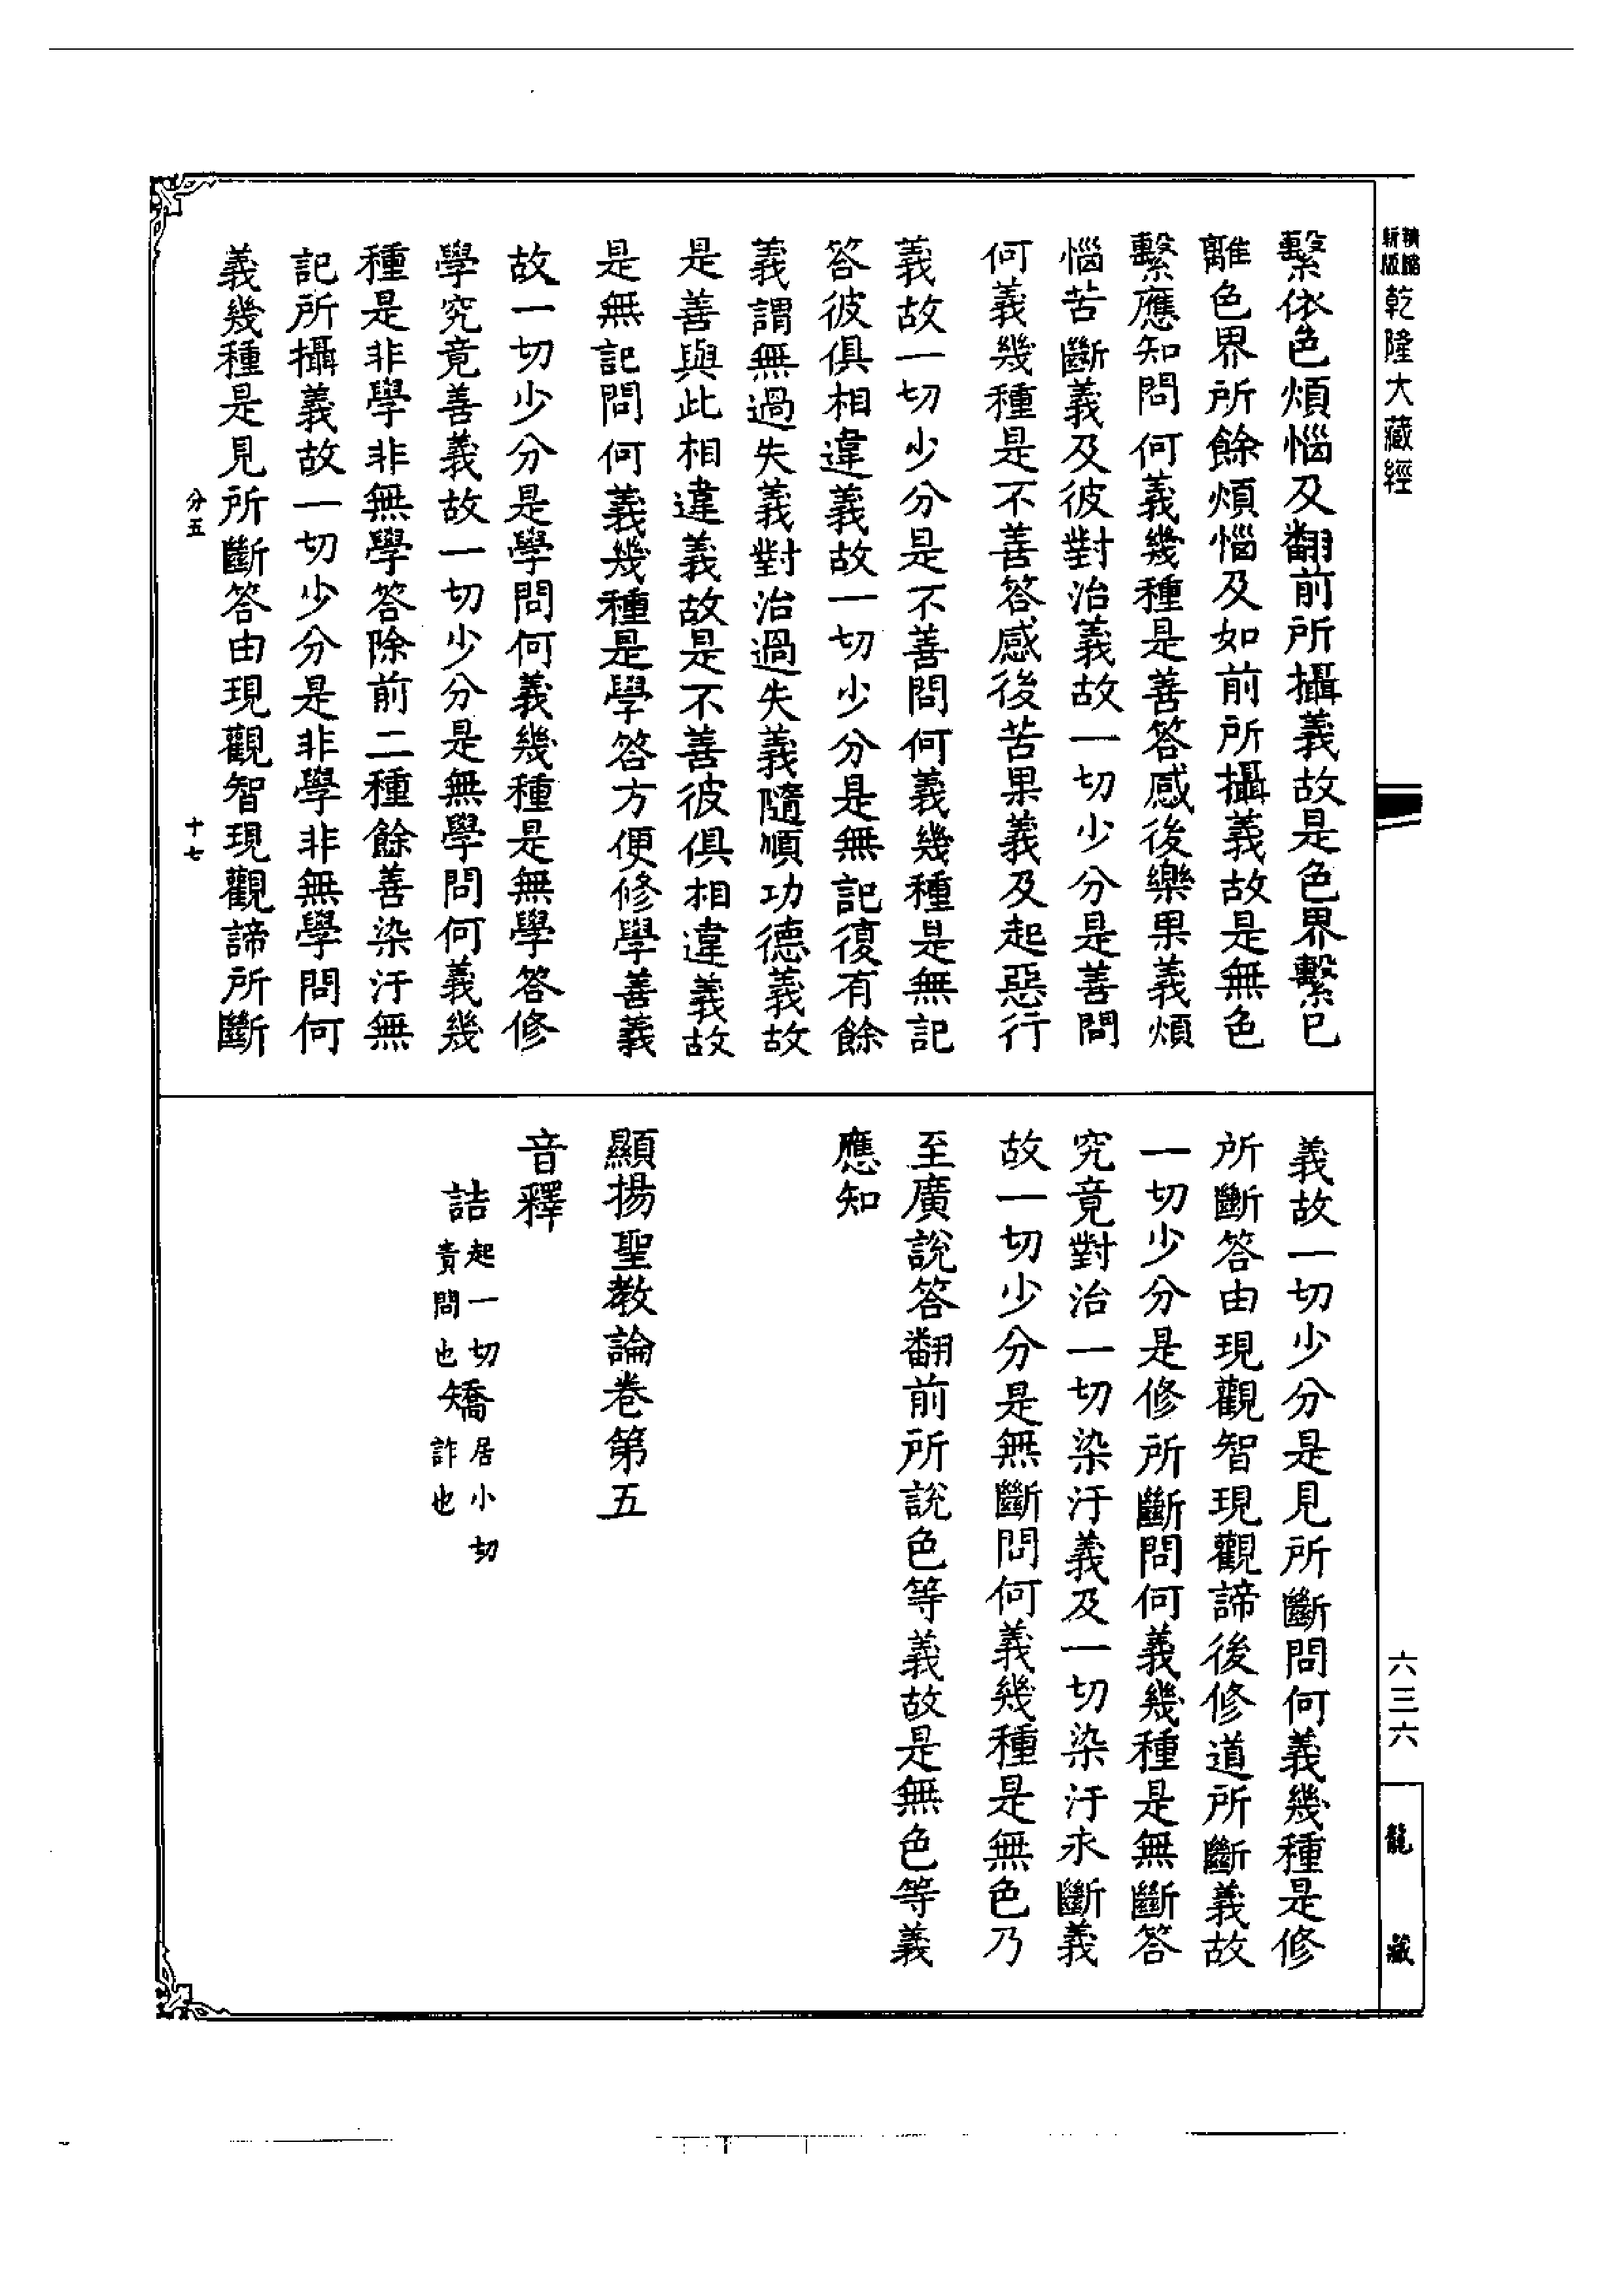 精縮新版乾隆大藏經
六三六
龍藏
繫依色煩惱及翻前所攝義故是色界繫已
離色界所餘煩惱及如前所攝義故是無色
繫應知問何義幾種是善答感後樂果義煩
惱苦斷義及彼對治義故一切少分是善問
何義幾種是不善答感後苦果義及起惡行
義故一切少分是不善問何義幾種是無記
答彼俱相違義故一切少分是無記復有餘
義謂無過失義對治過失義隨順功德義故
是善與此相違義故是不善彼俱相違義故
是無記問何義幾種是學答方便修學善義
故一切少分是學問何義幾種是無學答修
學究竟善義故一切少分是無學問何義幾
種是非學非無學答除前二種餘善染汙無
記所攝義故一切少分是非學非無學問何
義幾種是見所斷答由現觀智現觀諦所斷
分五
十七
義故一切少分是見所斷問何義幾種是修
所斷答由現觀智現觀諦後修道所斷義故
一切少分是修所斷問何義幾種是無斷答
究竟對治一切染汙義及一切染汙永斷義
故一切少分是無斷問何義幾種是無色乃
至廣說答翻前所說色等義故是無色等義
應知
顯揚聖教論卷第五
音釋
詰起一切責問也矯居小切詐也